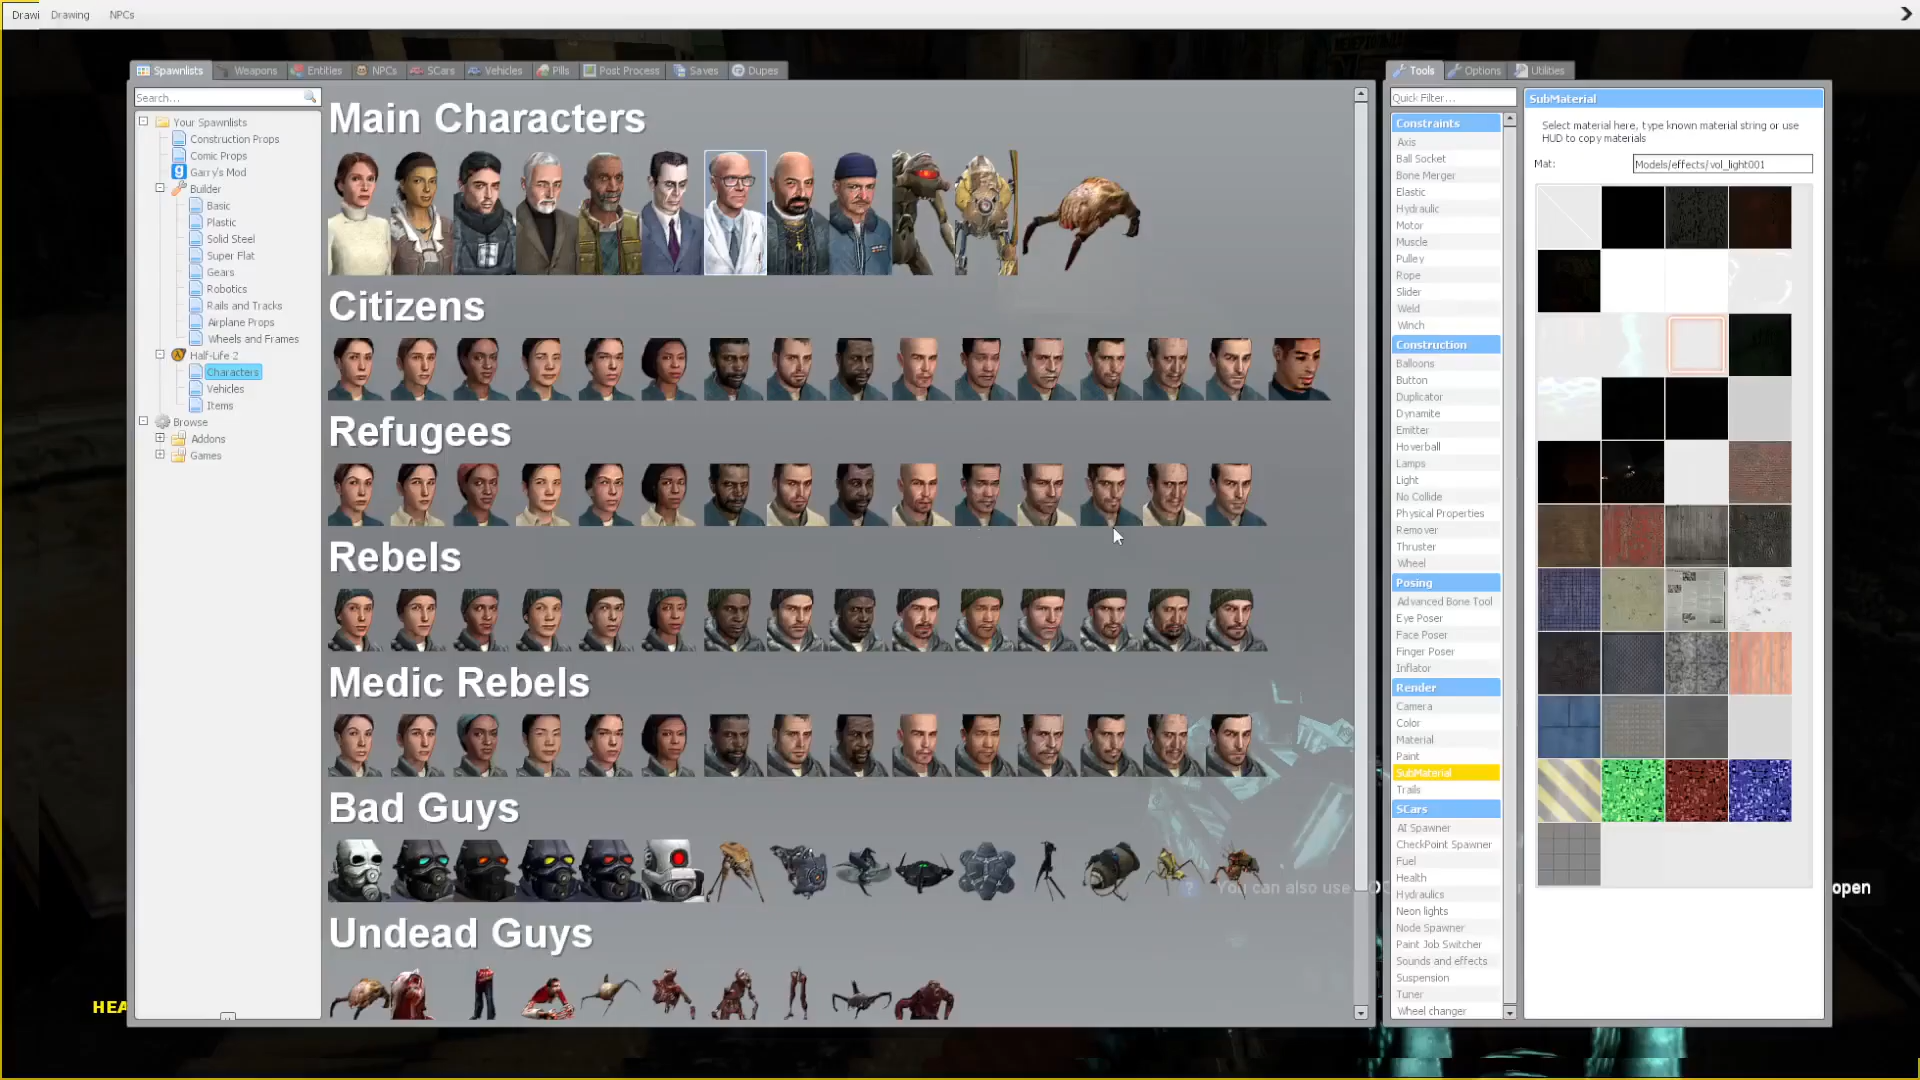 Drawi Drawing NPCs
Spawnlists Weapons Entities NPCs SCars Vehicles Pills Post Process Saves Dupes
Search...
Your Spawnlists
Construction Props
Comic Props
Garry's Mod
Builder
Basic
Plastic
Solid Steel
Super Flat
Gears
Robotics
Rails and Tracks
Airplane Props
Wheels and Frames
Half-Life 2
Characters
Vehicles
Items
Browse
Addons
Games
Main Characters
Citizens
Refugees
Rebels
Medic Rebels
Bad Guys
Undead Guys
You can also use
open
HEA
Tools Options Utilities
Quick Filter...
Constraints
Axis
Ball Socket
Bone Merger
Elastic
Hydraulic
Motor
Muscle
Pulley
Rope
Slider
Weld
Winch
Construction
Balloons
Button
Duplicator
Dynamite
Emitter
Hoverball
Lamps
Light
No Collide
Physical Properties
Remover
Thruster
Wheel
Posing
Advanced Bone Tool
Eye Poser
Face Poser
Finger Poser
Inflator
Render
Camera
Color
Material
Paint
SubMaterial
Trails
SCars
AI Spawner
CheckPoint Spawner
Fuel
Health
Hydraulics
Neon lights
Node Spawner
Paint Job Switcher
Sounds and effects
Suspension
Tuner
Wheel changer
SubMaterial
Select material here, type known material string or use
HUD to copy materials
Mat: Models/effects/vol_light001